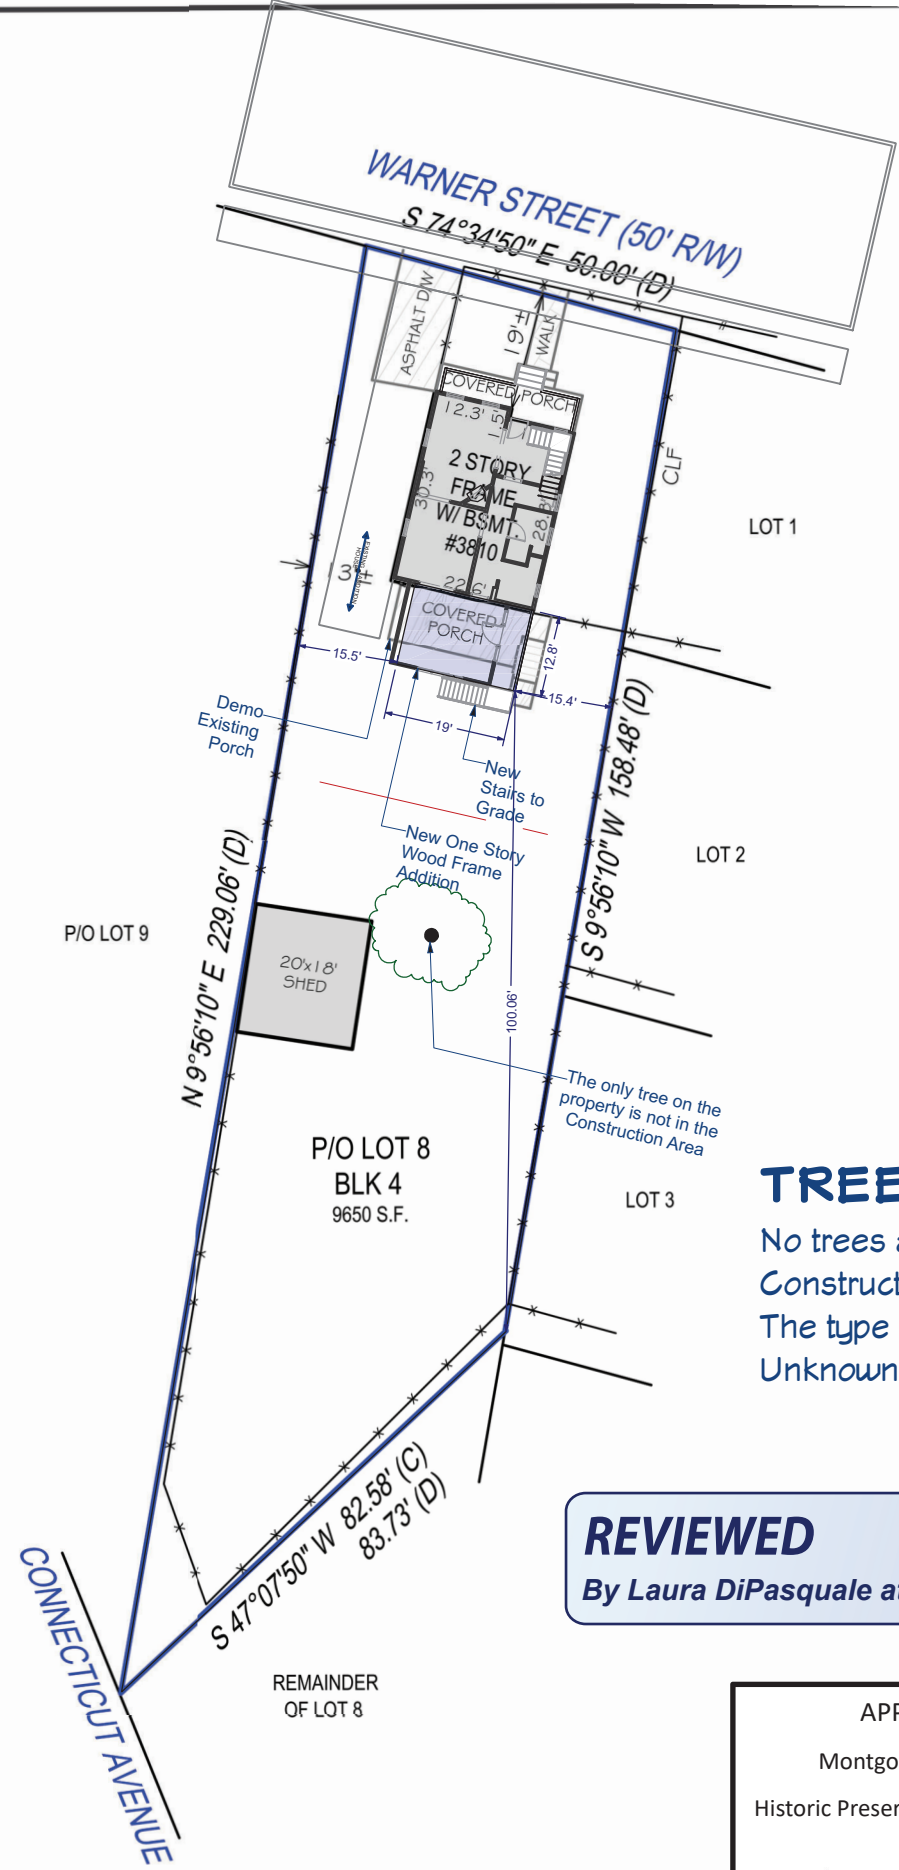 WARNER STREET (50' R/W)
S 74°34'50" E 50.00' (D)
ASPHALT D/W
19'±
WALK
COVERED PORCH
12.3'
1.5'
2 STORY
FRAME
W/ BSMT.
#3810
30.3'
28.3'
22.6'
CLF
LOT 1
EXISTING
HOUSE
ADDITION
COVERED
PORCH
15.5'
12.8'
15.4'
19'
Demo
Existing
Porch
New
Stairs to
Grade
New One Story
Wood Frame
Addition
S 9°56'10" W 158.48' (D)
LOT 2
N 9°56'10" E 229.06' (D)
P/O LOT 9
20'x18'
SHED
100.06'
The only tree on the
property is not in the
Construction Area
P/O LOT 8
BLK 4
9650 S.F.
LOT 3
TREE
No trees a
Construct
The type
Unknown
S 47°07'50" W 82.58' (C)
83.73' (D)
REVIEWED
By Laura DiPasquale at
CONNECTICUT AVENUE
REMAINDER
OF LOT 8
APP
Montgo
Historic Preser